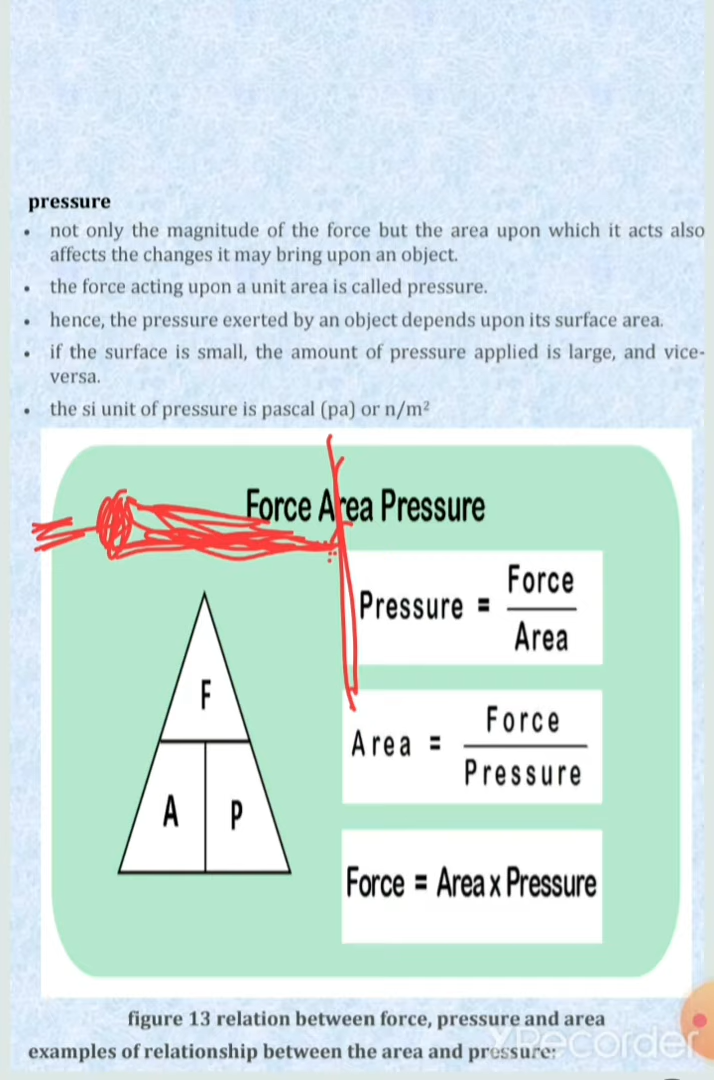 pressure
• not only the magnitude of the force but the area upon which it acts also
affects the changes it may bring upon an object.
• the force acting upon a unit area is called pressure.
• hence, the pressure exerted by an object depends upon its surface area.
• if the surface is small, the amount of pressure applied is large, and vice-
versa.
• the si unit of pressure is pascal (pa) or n/m²
Force Area Pressure
Pressure = Force
Area
F
Area = Force
Pressure
A P
Force = Area x Pressure
figure 13 relation between force, pressure and area
examples of relationship between the area and pressure:
XRecorder